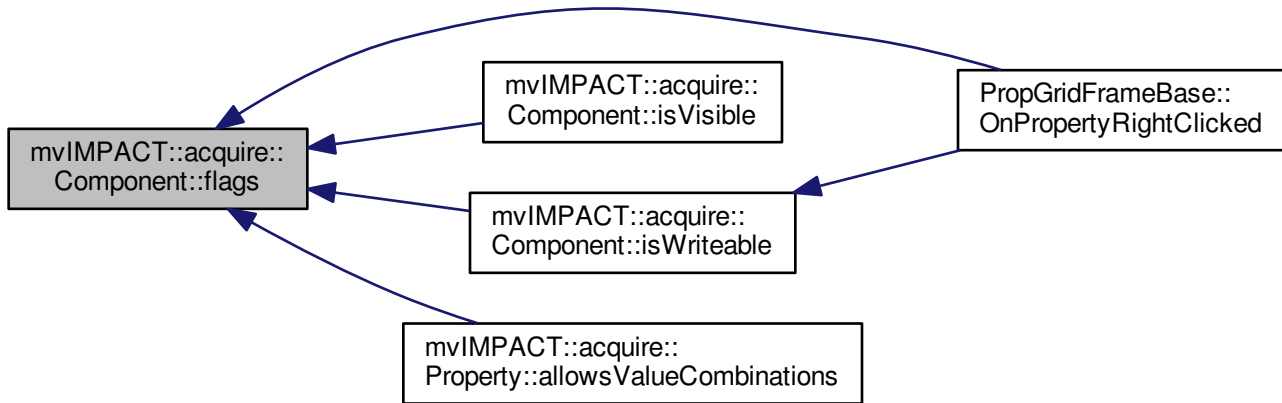 mvIMPACT::acquire::
Component::flags
mvIMPACT::acquire::
Component::isVisible
mvIMPACT::acquire::
Component::isWriteable
mvIMPACT::acquire::
Property::allowsValueCombinations
PropGridFrameBase::
OnPropertyRightClicked